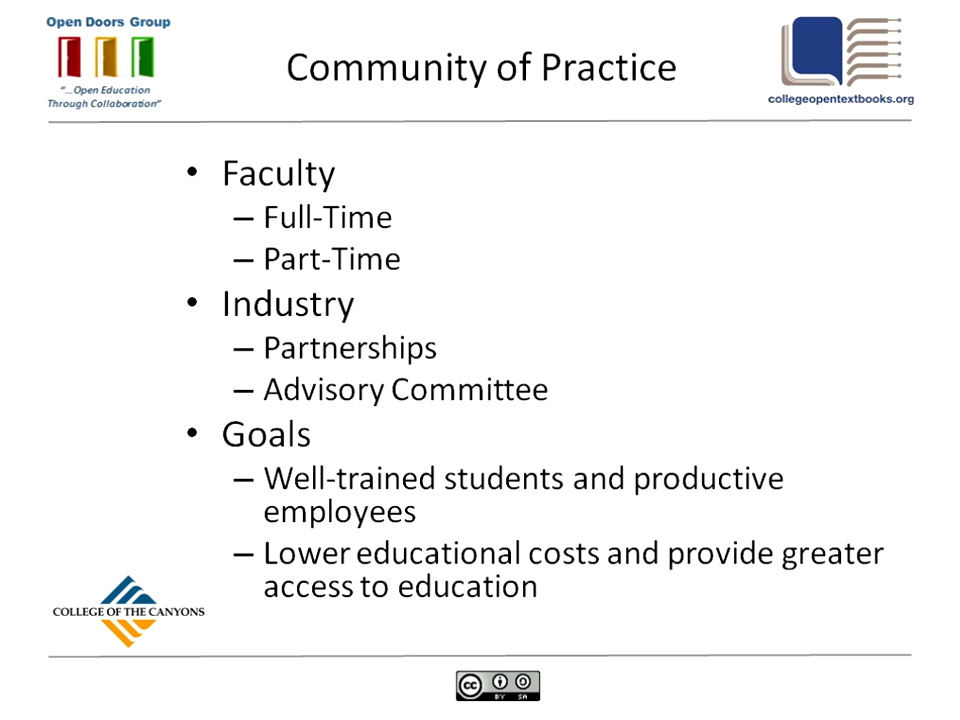 Open Doors Group
"...Open Education
Through Collaboration"
Community of Practice
collegeopentextbooks.org
• Faculty
– Full-Time
– Part-Time
• Industry
– Partnerships
– Advisory Committee
• Goals
– Well-trained students and productive
employees
– Lower educational costs and provide greater
access to education
COLLEGE OF THE CANYONS
cc
BY SA